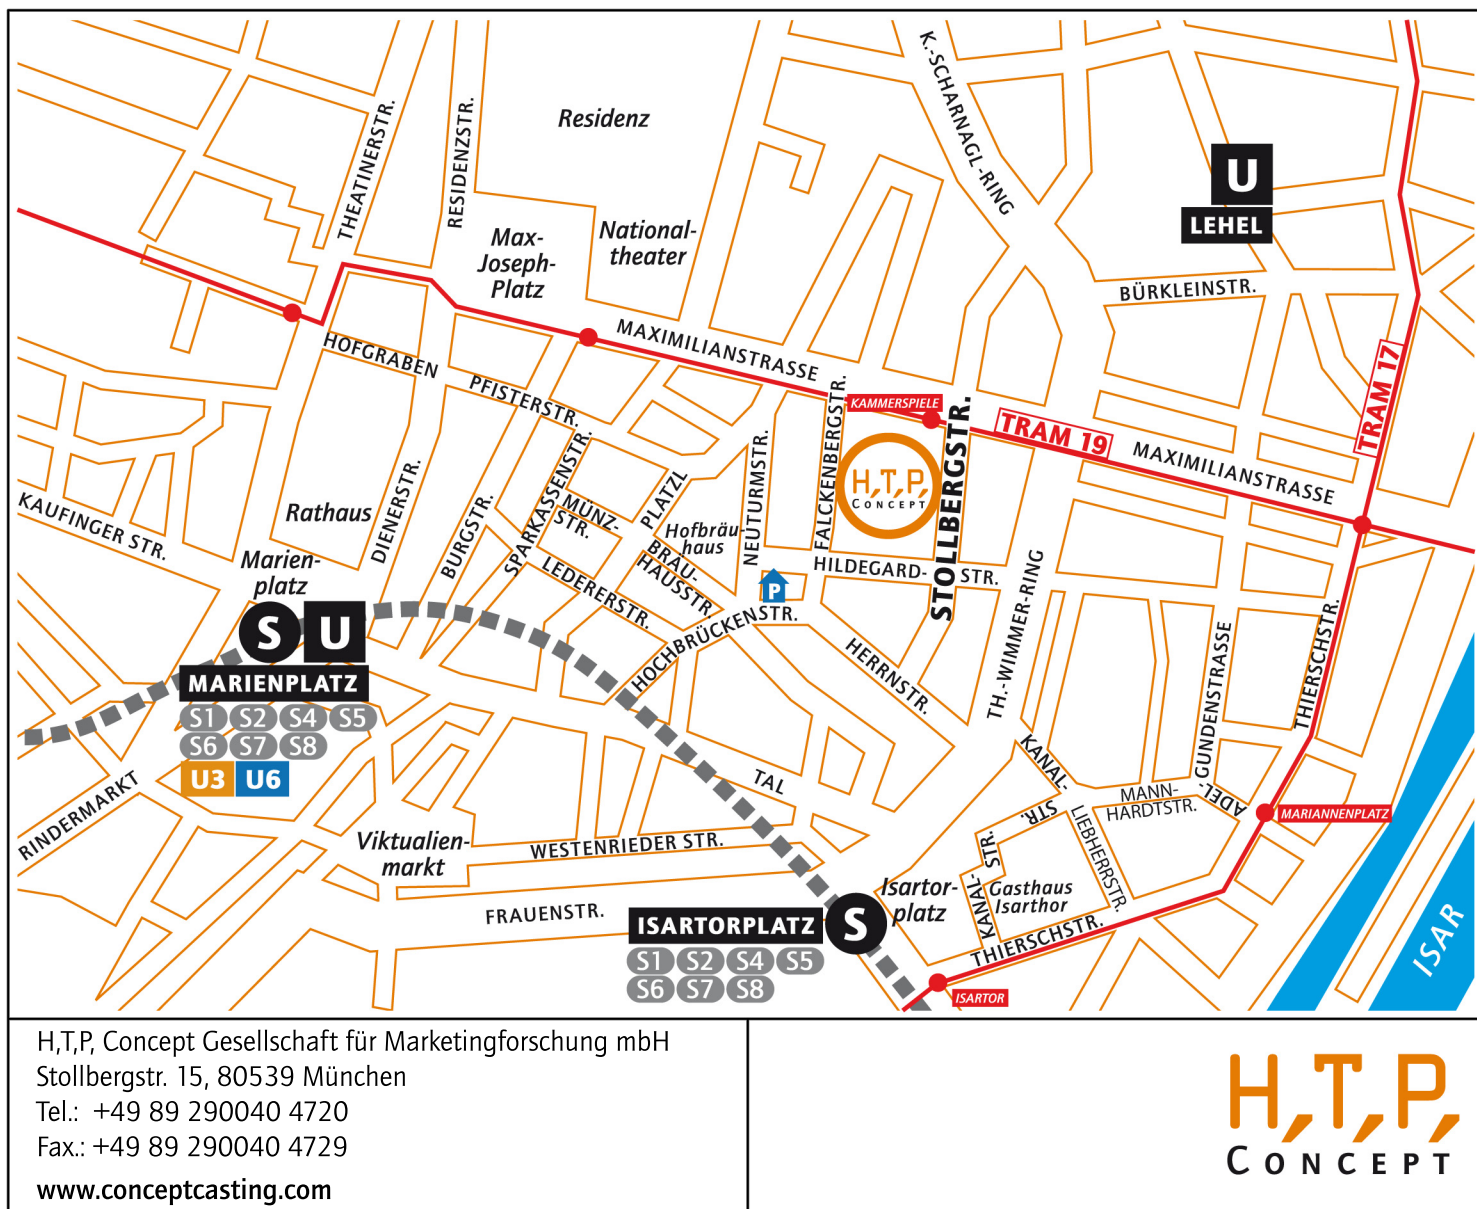 K.-SCHARNAGL-RING
THEATINERSTR.
RESIDENZSTR.
Residenz
U
LEHEL
Max-
Joseph-
Platz
National-
theater
BÜRKLEINSTR.
MAXIMILIANSTRASSE
HOFGRABEN
PFISTERSTR.
TRAM 17
KAMMERSPIELE
TRAM 19
MAXIMILIANSTRASSE
FALCKENBERGSTR.
STOLLBERGSTR.
H,T,P,
CONCEPT
NEUTURMSTR.
PLATZL
SPARKASSENSTR.
MÜNZ-
STR.
Hofbräu-
haus
BRÄU-
HAUSSTR.
KAUFINGER STR.
Rathaus
DIENERSTR.
BURGSTR.
LEDERERSTR.
Marien-
platz
S U
MARIENPLATZ
S1 S2 S4 S5
S6 S7 S8
U3 U6
P
HILDEGARD- STR.
HOCHBRÜCKENSTR.
HERRNSTR.
TH.-WIMMER-RING
THIERSCHSTR.
ADEL-
GUNDENSTRASSE
KANAL-
STR.
MANN-
HARDTSTR.
LIEBHERRSTR.
MARIANNENPLATZ
RINDERMARKT
TAL
Viktualien-
markt
WESTENRIEDER STR.
FRAUENSTR.
ISARTORPLATZ
S
S1 S2 S4 S5
S6 S7 S8
Isartor-
platz
KANAL-
STR.
Gasthaus
Isarthor
THIERSCHSTR.
ISARTOR
ISAR
H,T,P, Concept Gesellschaft für Marketingforschung mbH
Stollbergstr. 15, 80539 München
Tel.: +49 89 290040 4720
Fax.: +49 89 290040 4729
www.conceptcasting.com
H,T,P,
CONCEPT